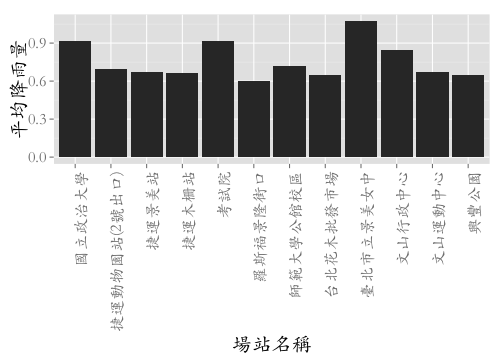 平均降雨量
0.9
0.6
0.3
0.0
國立政治大學
捷運動物園站(2號出口)
捷運景美站
捷運木柵站
考試院
羅斯福景隆街口
師範大學公館校區
台北花木批發市場
臺北市立景美女中
文山行政中心
文山運動中心
興豐公園
場站名稱